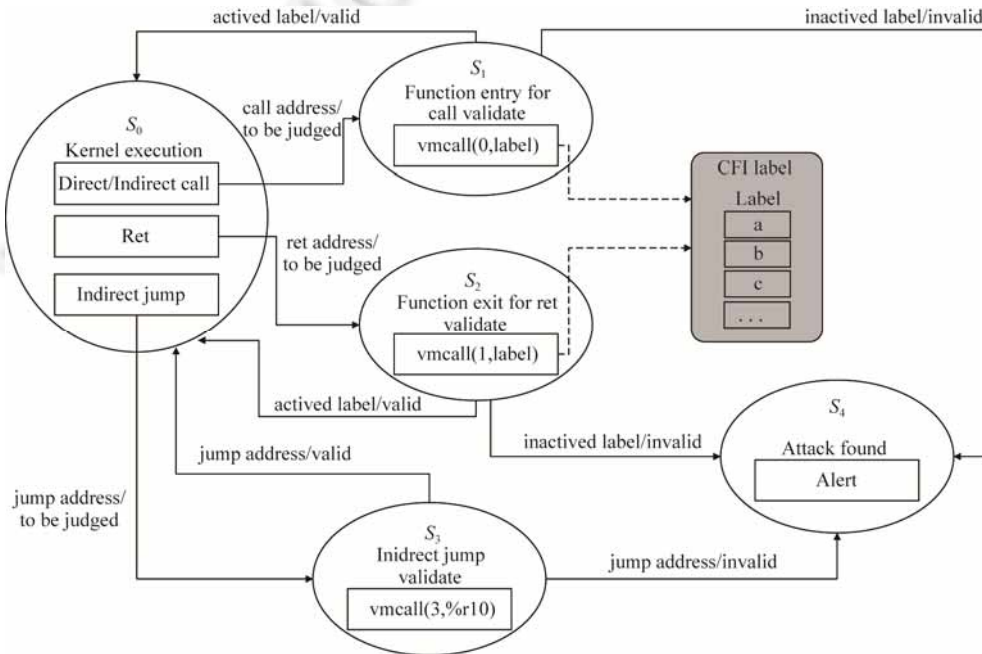 actived label/valid
inactived label/invalid
S₁
Function entry for
call validate
vmcall(0,label)
call address/
to be judged
S₀
Kernel execution
Direct/Indirect call
Ret
Indirect jump
CFI label
Label
a
b
c
...
ret address/
to be judged
S₂
Function exit for ret
validate
vmcall(1,label)
actived label/valid
inactived label/invalid
S₄
Attack found
Alert
jump address/valid
jump address/
to be judged
S₃
Inidrect jump
validate
vmcall(3,%r10)
jump address/invalid